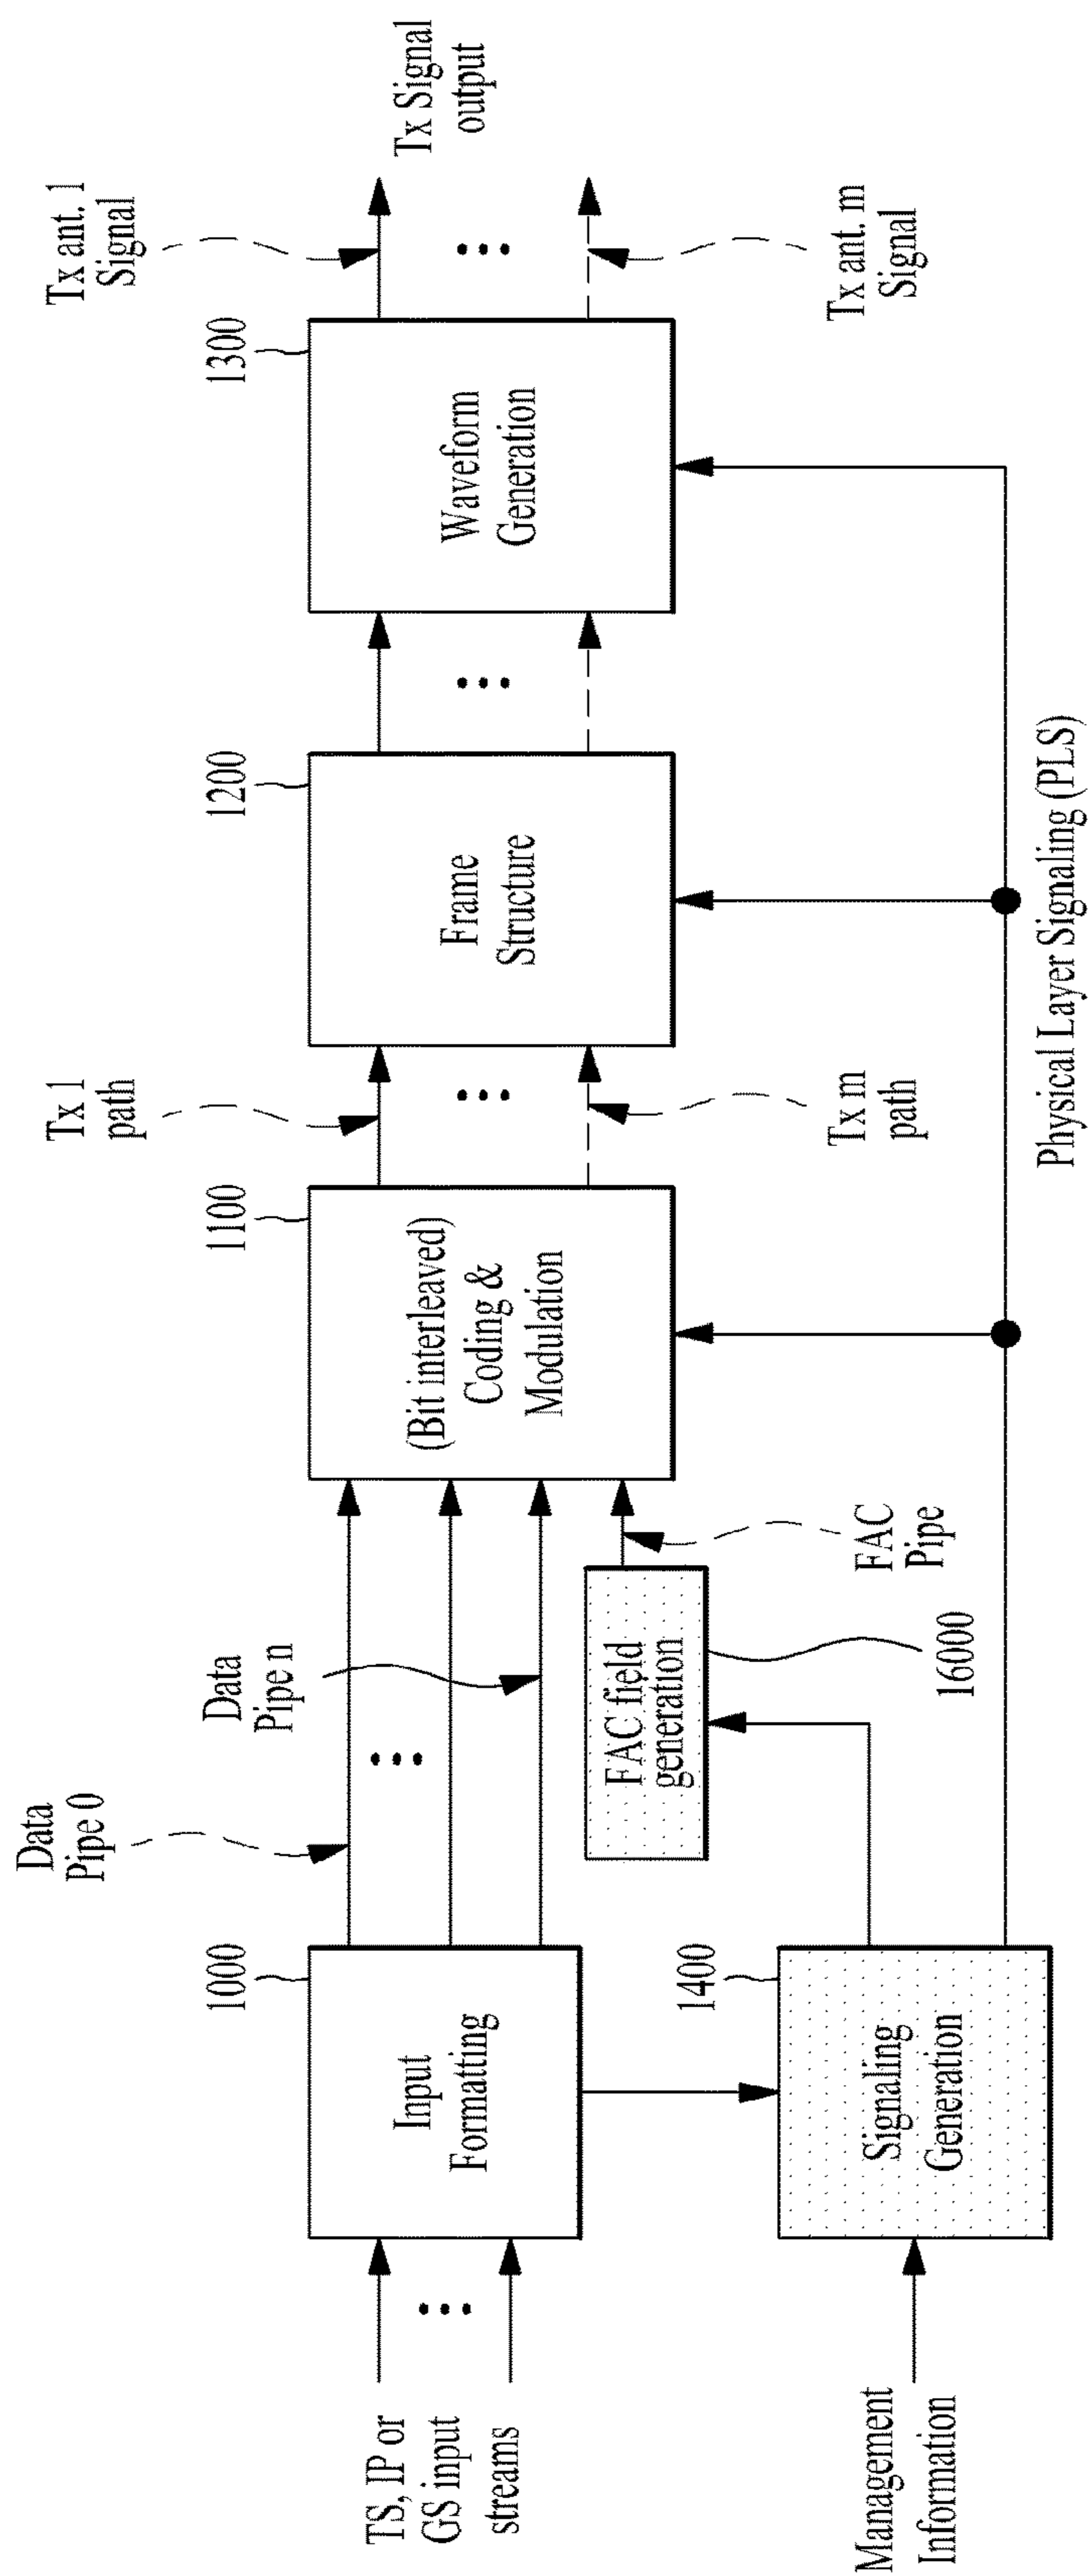 TS, IP or
GS input
streams
Management
Information
1000
Input
Formatting
1400
Signaling
Generation
Data
Pipe 0
Data
Pipe n
FAC field
generation
16000
FAC
Pipe
1100
(Bit interleaved)
Coding &
Modulation
Tx 1
path
Tx m
path
1200
Frame
Structure
Physical Layer Signaling (PLS)
1300
Waveform
Generation
Tx ant. 1
Signal
Tx ant. m
Signal
Tx Signal
output